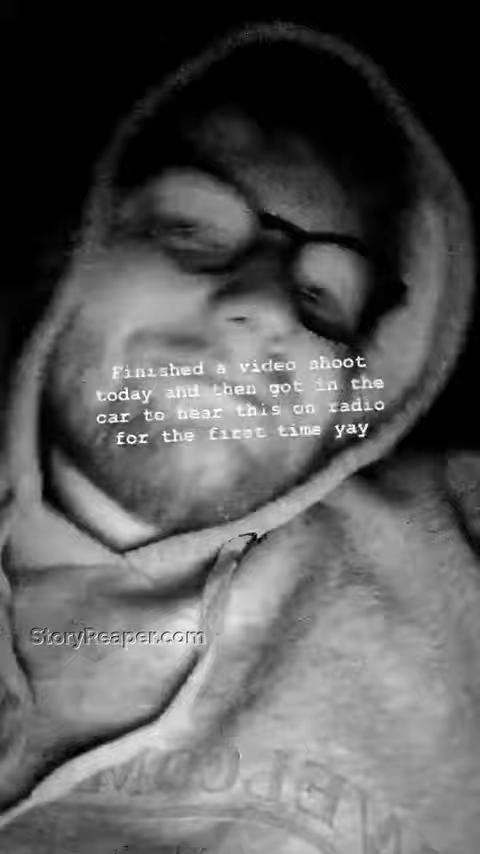 Finished a video shoot
today and then got in the
car to hear this on radio
for the first time yay
StoryReaper.com
WELCOME